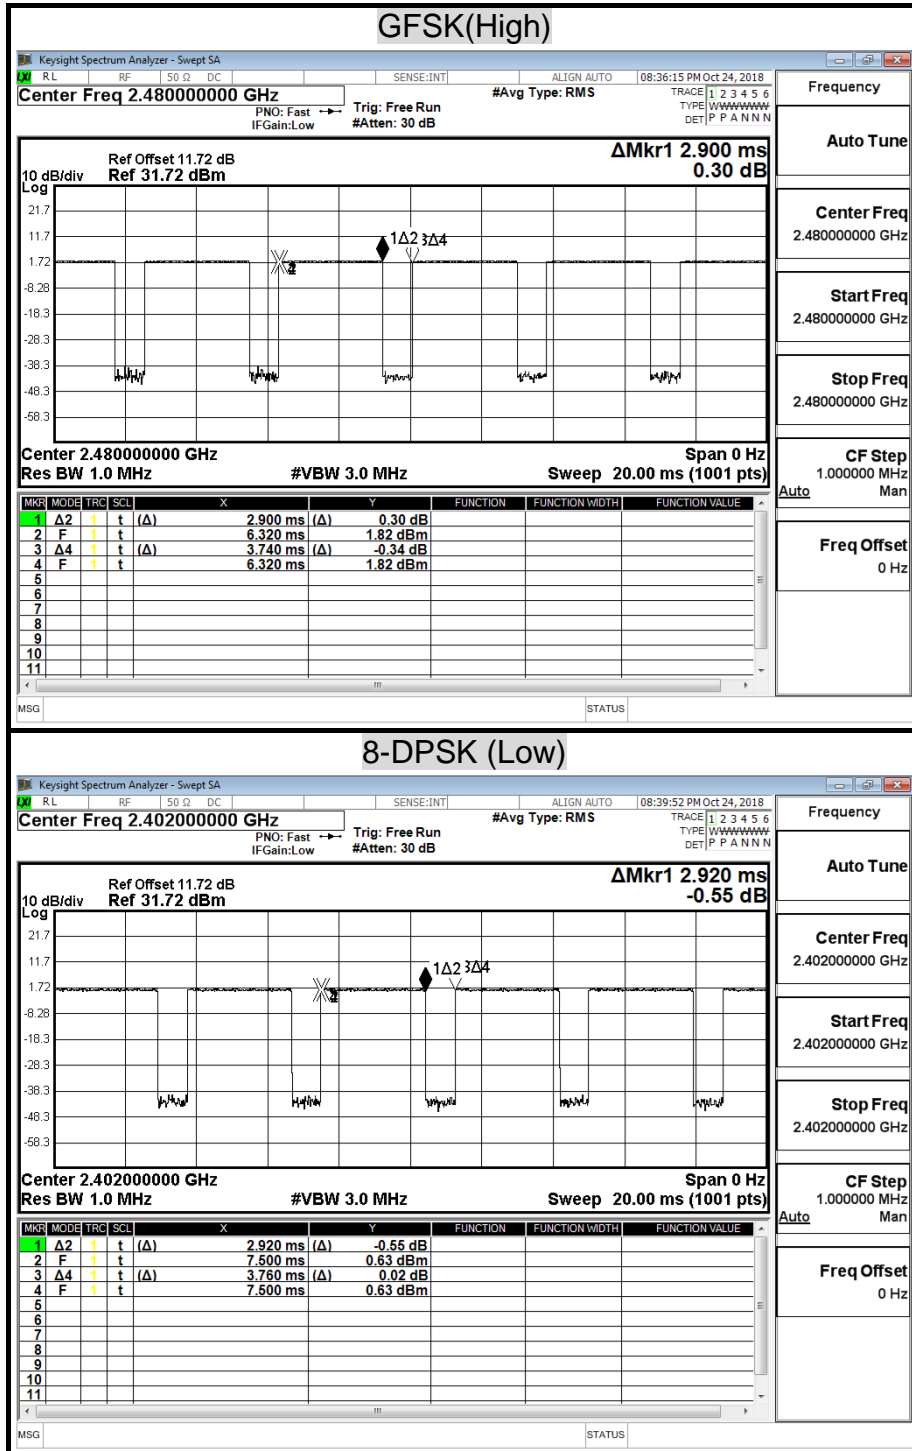 GFSK(High)
Keysight Spectrum Analyzer - Swept SA
LXI RL RF 50 Ω DC SENSE:INT ALIGN AUTO 08:36:15 PM Oct 24, 2018
Center Freq 2.480000000 GHz #Avg Type: RMS TRACE 1 2 3 4 5 6
PNO: Fast Trig: Free Run TYPE WWWWWW
IFGain:Low #Atten: 30 dB DET P P A N N N
Ref Offset 11.72 dB ΔMkr1 2.900 ms
10 dB/div Ref 31.72 dBm 0.30 dB
Log
21.7
11.7
1Δ2 3Δ4
1.72
-8.28
-18.3
-28.3
-38.3
-48.3
-58.3
Center 2.480000000 GHz Span 0 Hz
Res BW 1.0 MHz #VBW 3.0 MHz Sweep 20.00 ms (1001 pts)
MKR MODE TRC SCL X Y FUNCTION FUNCTION WIDTH FUNCTION VALUE
1 Δ2 1 t (Δ) 2.900 ms (Δ) 0.30 dB
2 F 1 t 6.320 ms 1.82 dBm
3 Δ4 1 t (Δ) 3.740 ms (Δ) -0.34 dB
4 F 1 t 6.320 ms 1.82 dBm
5
6
7
8
9
10
11
MSG STATUS
Frequency
Auto Tune
Center Freq
2.480000000 GHz
Start Freq
2.480000000 GHz
Stop Freq
2.480000000 GHz
CF Step
1.000000 MHz
Auto Man
Freq Offset
0 Hz
8-DPSK (Low)
Keysight Spectrum Analyzer - Swept SA
LXI RL RF 50 Ω DC SENSE:INT ALIGN AUTO 08:39:52 PM Oct 24, 2018
Center Freq 2.402000000 GHz #Avg Type: RMS TRACE 1 2 3 4 5 6
PNO: Fast Trig: Free Run TYPE WWWWWW
IFGain:Low #Atten: 30 dB DET P P A N N N
Ref Offset 11.72 dB ΔMkr1 2.920 ms
10 dB/div Ref 31.72 dBm -0.55 dB
Log
21.7
11.7
1Δ2 3Δ4
1.72
-8.28
-18.3
-28.3
-38.3
-48.3
-58.3
Center 2.402000000 GHz Span 0 Hz
Res BW 1.0 MHz #VBW 3.0 MHz Sweep 20.00 ms (1001 pts)
MKR MODE TRC SCL X Y FUNCTION FUNCTION WIDTH FUNCTION VALUE
1 Δ2 1 t (Δ) 2.920 ms (Δ) -0.55 dB
2 F 1 t 7.500 ms 0.63 dBm
3 Δ4 1 t (Δ) 3.760 ms (Δ) 0.02 dB
4 F 1 t 7.500 ms 0.63 dBm
5
6
7
8
9
10
11
MSG STATUS
Frequency
Auto Tune
Center Freq
2.402000000 GHz
Start Freq
2.402000000 GHz
Stop Freq
2.402000000 GHz
CF Step
1.000000 MHz
Auto Man
Freq Offset
0 Hz